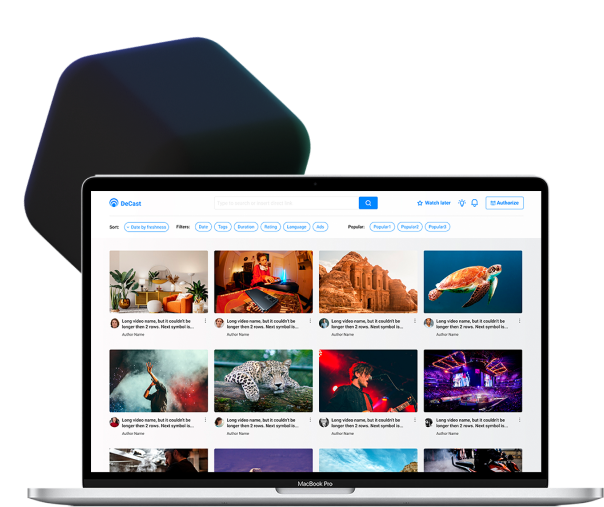 DeCast
Type to search or insert video link
Watch later
Authorize
Sort:
Date by Freshness
Filters:
Date
Tags
Duration
Rating
Language
Ads
Popular:
Popular1
Popular2
Popular3
Long video name, but it couldn't be
longer then 2 rows. Next symbol is...
Author Name
Long video name, but it couldn't be
longer then 2 rows. Next symbol is...
Author Name
Long video name, but it couldn't be
longer then 2 rows. Next symbol is...
Author Name
Long video name, but it couldn't be
longer then 2 rows. Next symbol is...
Author Name
Long video name, but it couldn't be
longer then 2 rows. Next symbol is...
Author Name
Long video name, but it couldn't be
longer then 2 rows. Next symbol is...
Author Name
Long video name, but it couldn't be
longer then 2 rows. Next symbol is...
Author Name
Long video name, but it couldn't be
longer then 2 rows. Next symbol is...
Author Name
MacBook Pro